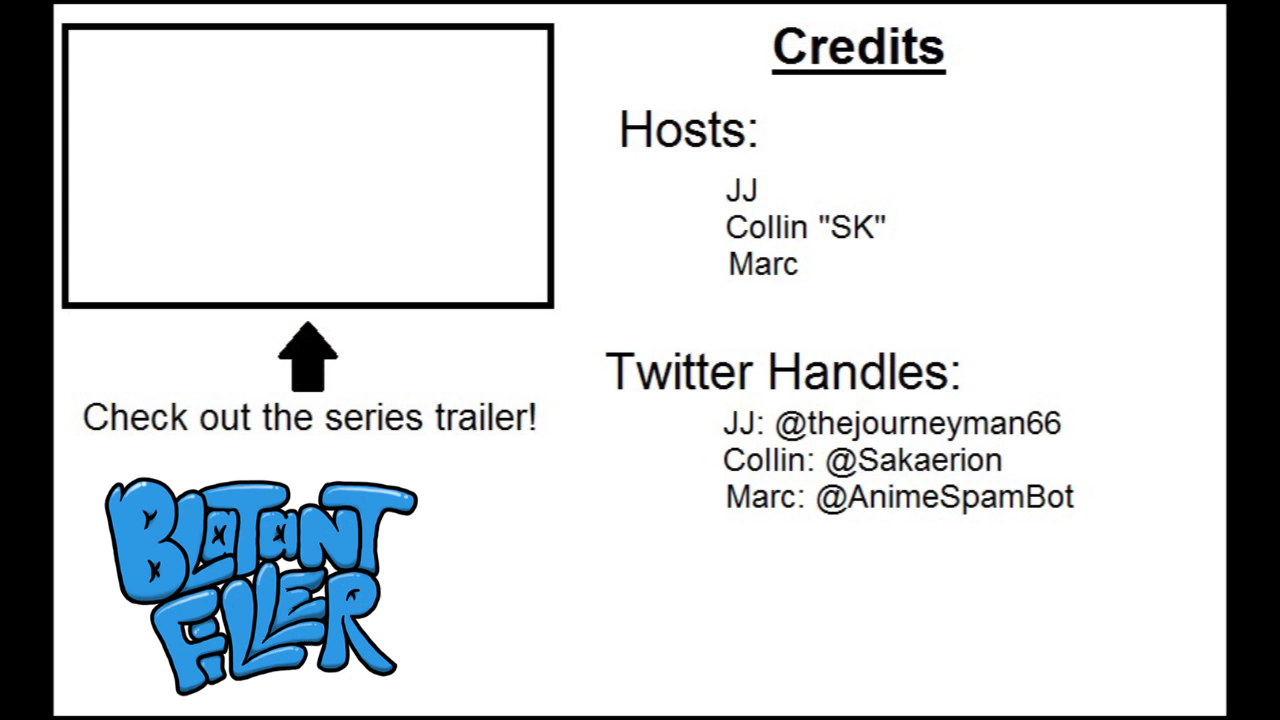 Credits
Hosts:
JJ
Collin "SK"
Marc
Check out the series trailer!
Twitter Handles:
JJ: @thejourneyman66
Collin: @Sakaerion
Marc: @AnimeSpamBot
BLaTaNT
FiLLER